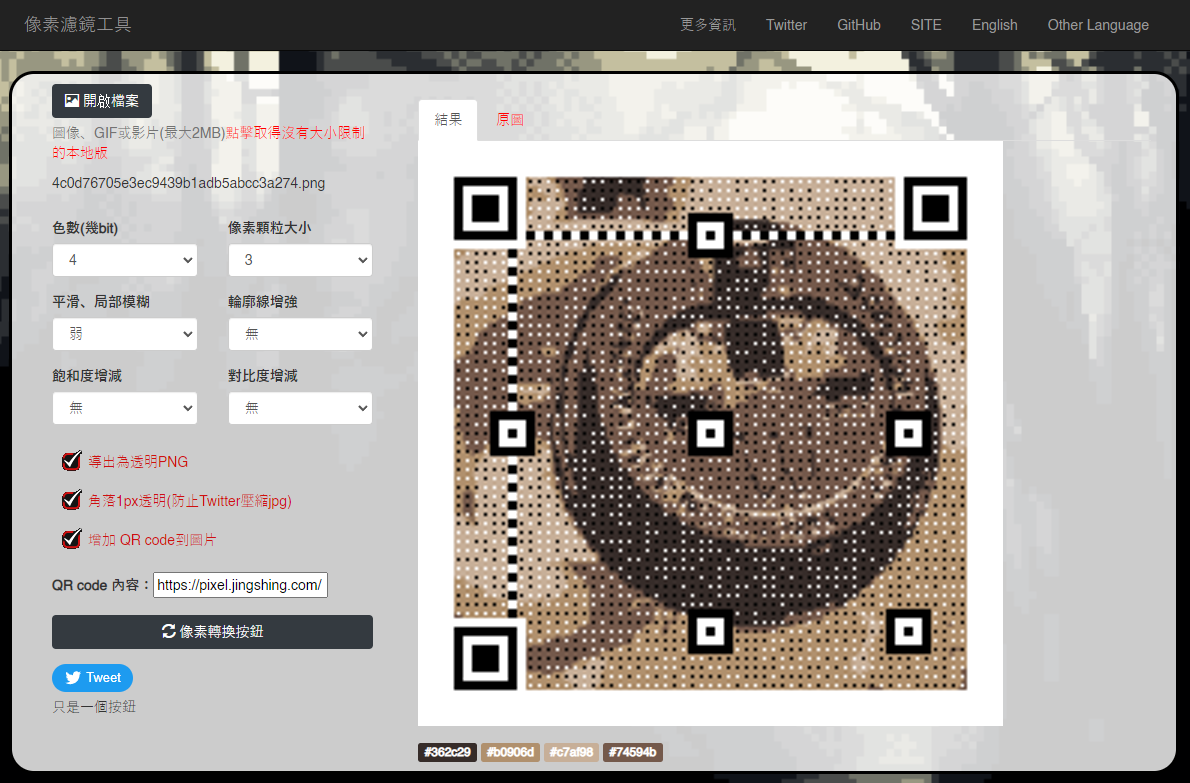 像素濾鏡工具
更多資訊 Twitter GitHub SITE English Other Language
開啟檔案
圖像、GIF或影片(最大2MB)點擊取得沒有大小限制
的本地版
4c0d76705e3ec9439b1adb5abcc3a274.png
色數(幾bit) 像素顆粒大小
4 3
平滑、局部模糊 輪廓線增強
弱 無
飽和度增減 對比度增減
無 無
導出為透明PNG
角落1px透明(防止Twitter壓縮jpg)
增加 QR code到圖片
QR code 內容：https://pixel.jingshing.com/
像素轉換按鈕
Tweet
只是一個按鈕
結果 原圖
#362c29 #b0906d #c7af98 #74594b